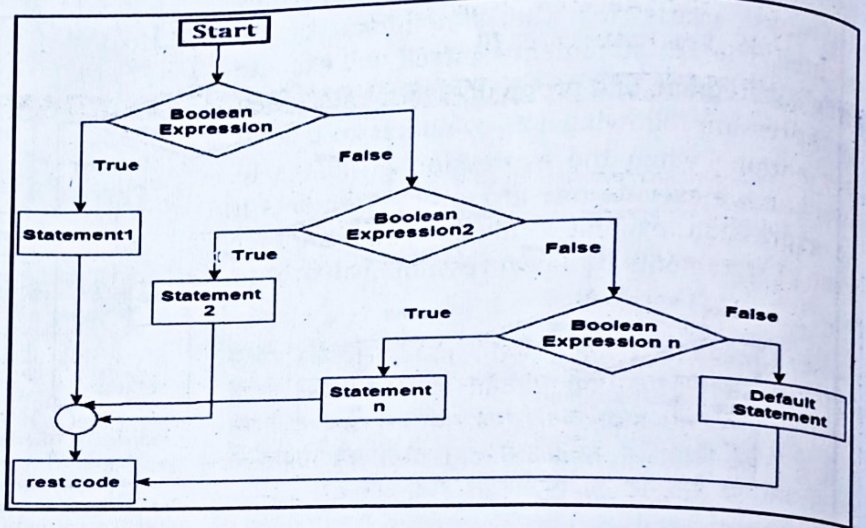 Start
Boolean
Expression
True
False
Statement1
Boolean
Expression2
True
False
Statement
2
Boolean
Expression n
True
False
Statement
n
Default
Statement
rest code